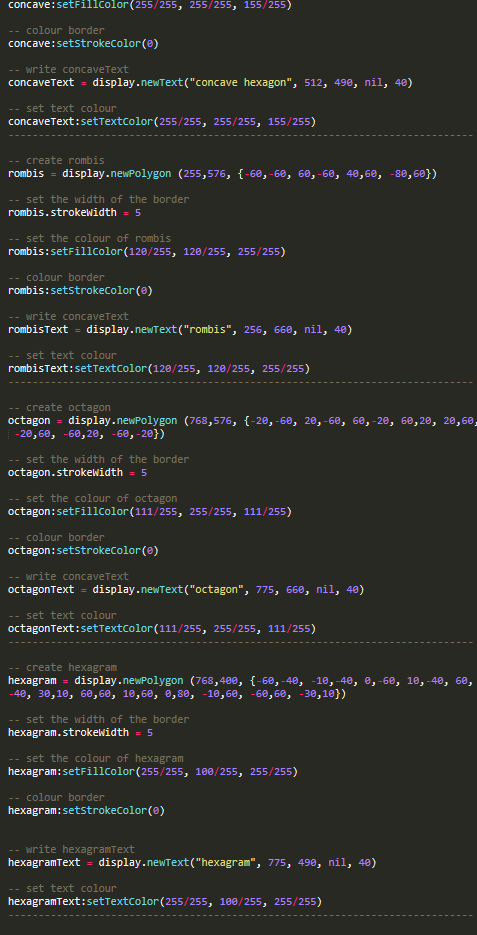 concave:setFillColor(255/255, 255/255, 155/255)
-- colour border
concave:setStrokeColor(0)
-- write concaveText
concaveText = display.newText("concave hexagon", 512, 490, nil, 40)
-- set text colour
concaveText:setTextColor(255/255, 255/255, 155/255)
--------------------------------------------------------------------------------
-- create rombis
rombis = display.newPolygon (255,576, {-60,-60, 60,-60, 40,60, -80,60})
-- set the width of the border
rombis.strokeWidth = 5
-- set the colour of rombis
rombis:setFillColor(120/255, 120/255, 255/255)
-- colour border
rombis:setStrokeColor(0)
-- write concaveText
rombisText = display.newText("rombis", 256, 660, nil, 40)
-- set text colour
rombisText:setTextColor(120/255, 120/255, 255/255)
--------------------------------------------------------------------------------
-- create octagon
octagon = display.newPolygon (768,576, {-20,-60, 20,-60, 60,-20, 60,20, 20,60,
-20,60, -60,20, -60,-20})
-- set the width of the border
octagon.strokeWidth = 5
-- set the colour of octagon
octagon:setFillColor(111/255, 255/255, 111/255)
-- colour border
octagon:setStrokeColor(0)
-- write concaveText
octagonText = display.newText("octagon", 775, 660, nil, 40)
-- set text colour
octagonText:setTextColor(111/255, 255/255, 111/255)
--------------------------------------------------------------------------------
-- create hexagram
hexagram = display.newPolygon (768,400, {-60,-40, -10,-40, 0,-60, 10,-40, 60,
-40, 30,10, 60,60, 10,60, 0,80, -10,60, -60,60, -30,10})
-- set the width of the border
hexagram.strokeWidth = 5
-- set the colour of hexagram
hexagram:setFillColor(255/255, 100/255, 255/255)
-- colour border
hexagram:setStrokeColor(0)
-- write hexagramText
hexagramText = display.newText("hexagram", 775, 490, nil, 40)
-- set text colour
hexagramText:setTextColor(255/255, 100/255, 255/255)
--------------------------------------------------------------------------------